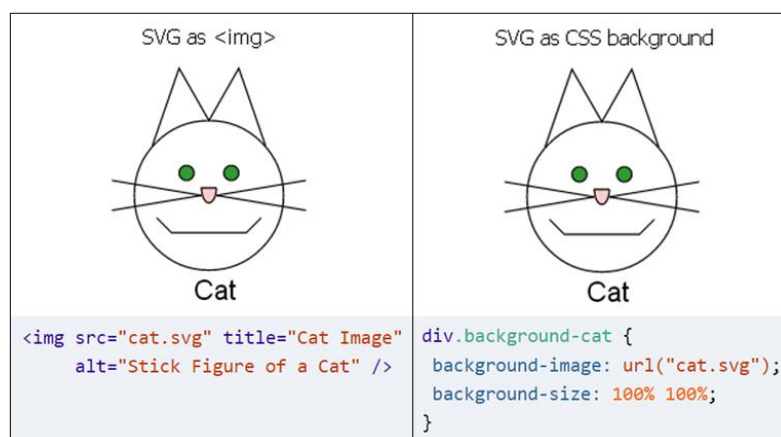 SVG as <img>
Cat
<img src="cat.svg" title="Cat Image"
alt="Stick Figure of a Cat" />
SVG as CSS background
Cat
div.background-cat {
background-image: url("cat.svg");
background-size: 100% 100%;
}